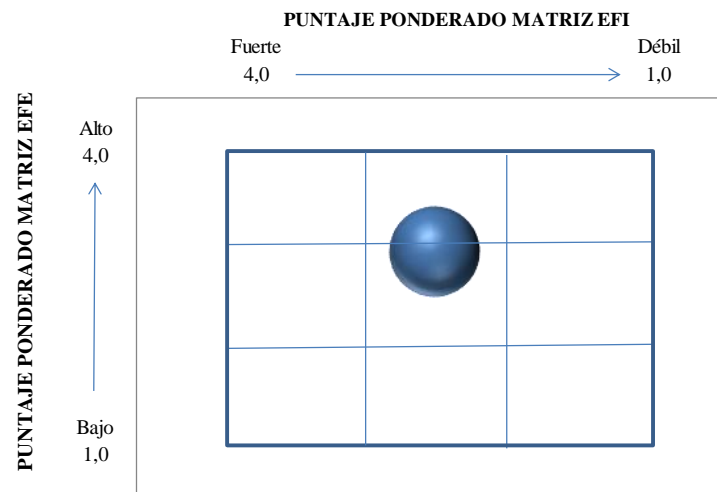 PUNTAJE PONDERADO MATRIZ EFI
Fuerte
Débil
4,0
1,0
PUNTAJE PONDERADO MATRIZ EFE
Alto
4,0
Bajo
1,0